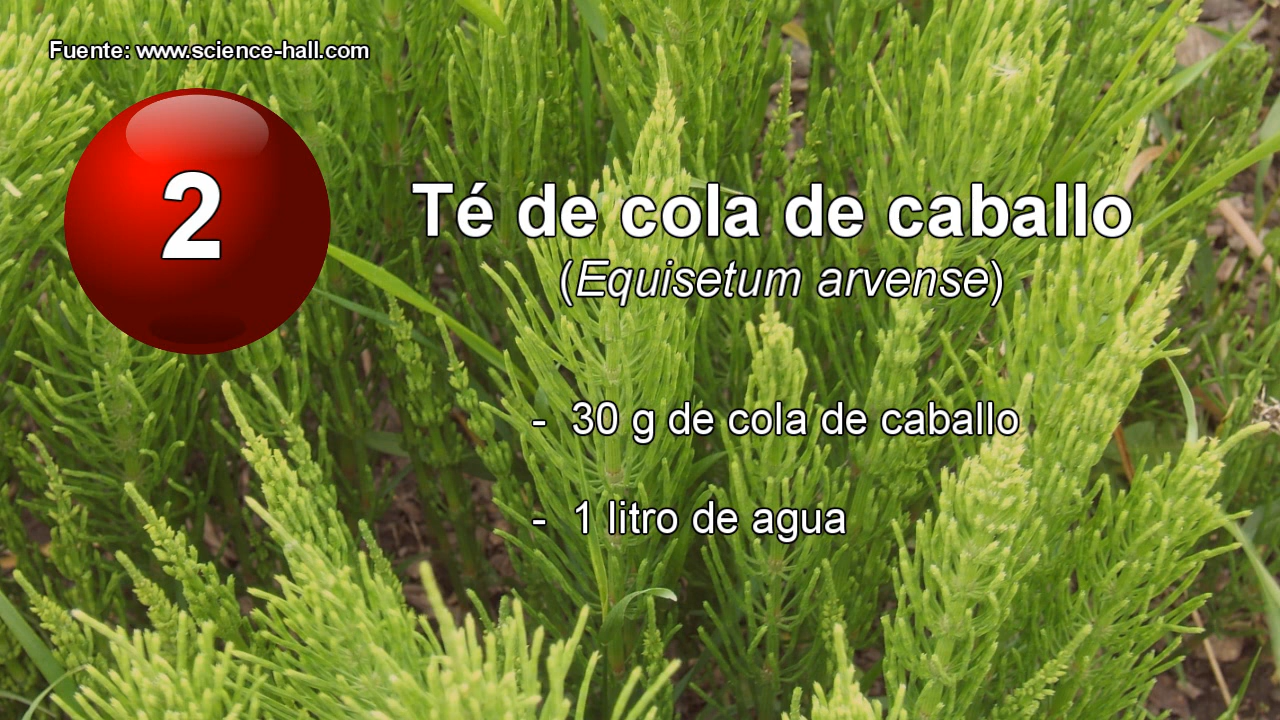 Fuente: www.science-hall.com
2
Té de cola de caballo
(Equisetum arvense)
- 30 g de cola de caballo
- 1 litro de agua